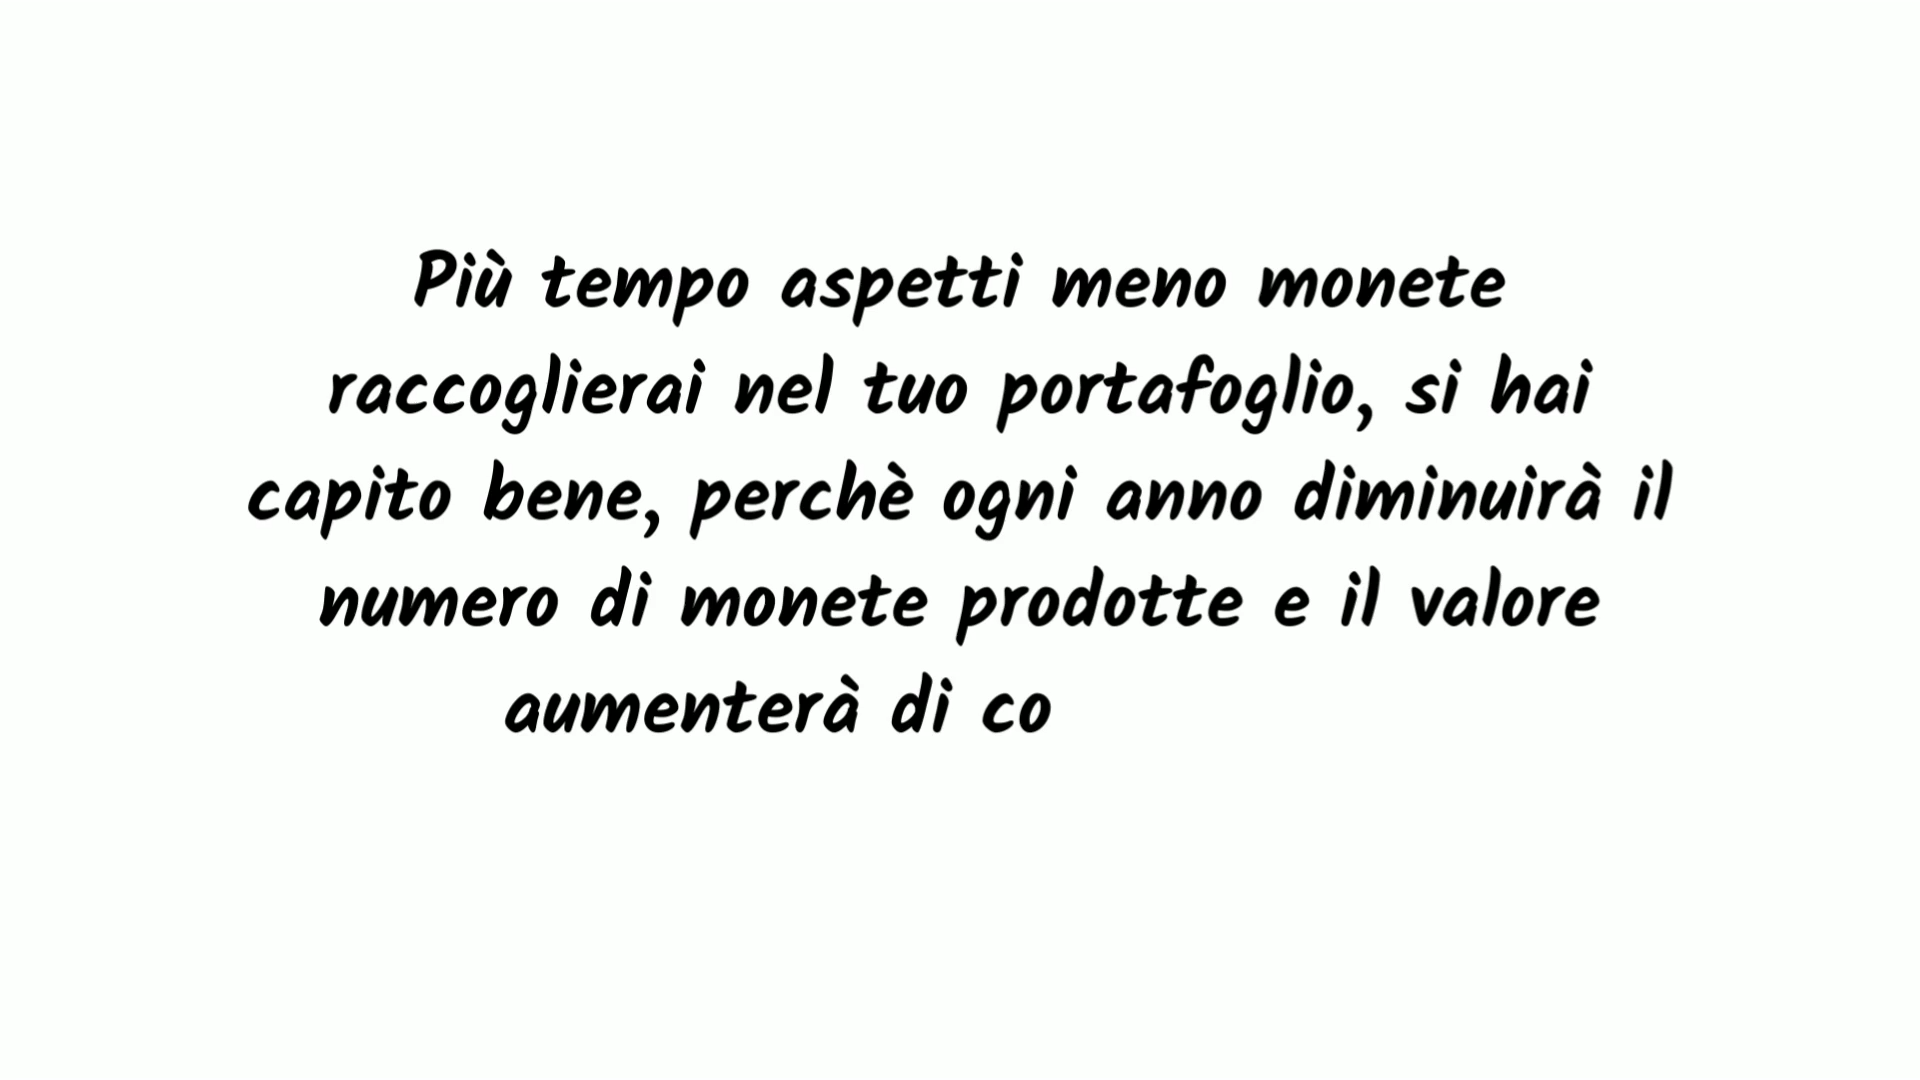 Più tempo aspetti meno monete
raccoglierai nel tuo portafoglio, si hai
capito bene, perchè ogni anno diminuirà il
numero di monete prodotte e il valore
aumenterà di co